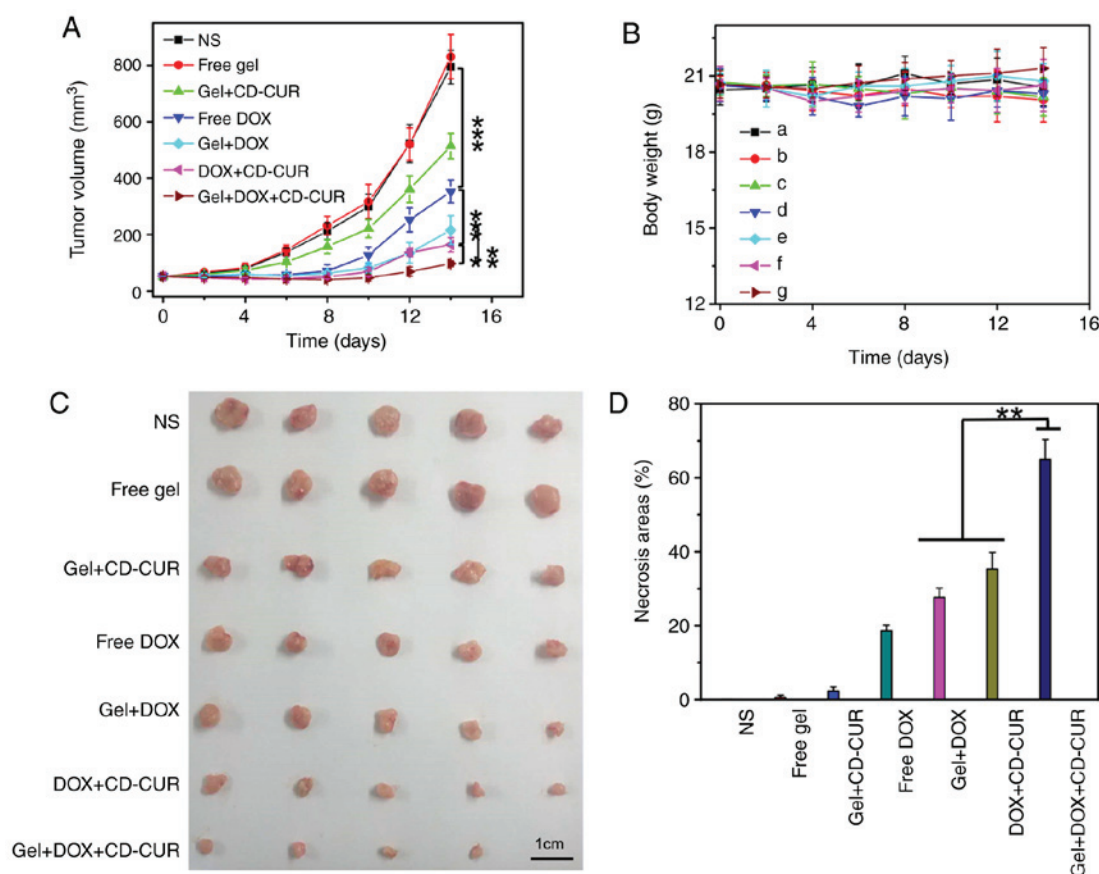 A
NS
Free gel
Gel+CD-CUR
Free DOX
Gel+DOX
DOX+CD-CUR
Gel+DOX+CD-CUR
Tumor volume (mm3)
800
600
400
200
0
0 4 8 12 16
Time (days)
***
***
*
**
B
Body weight (g)
21
18
15
12
a
b
c
d
e
f
g
0 4 8 12 16
Time (days)
C
NS
Free gel
Gel+CD-CUR
Free DOX
Gel+DOX
DOX+CD-CUR
Gel+DOX+CD-CUR
1cm
D
Necrosis areas (%)
80
60
40
20
0
**
NS
Free gel
Gel+CD-CUR
Free DOX
Gel+DOX
DOX+CD-CUR
Gel+DOX+CD-CUR